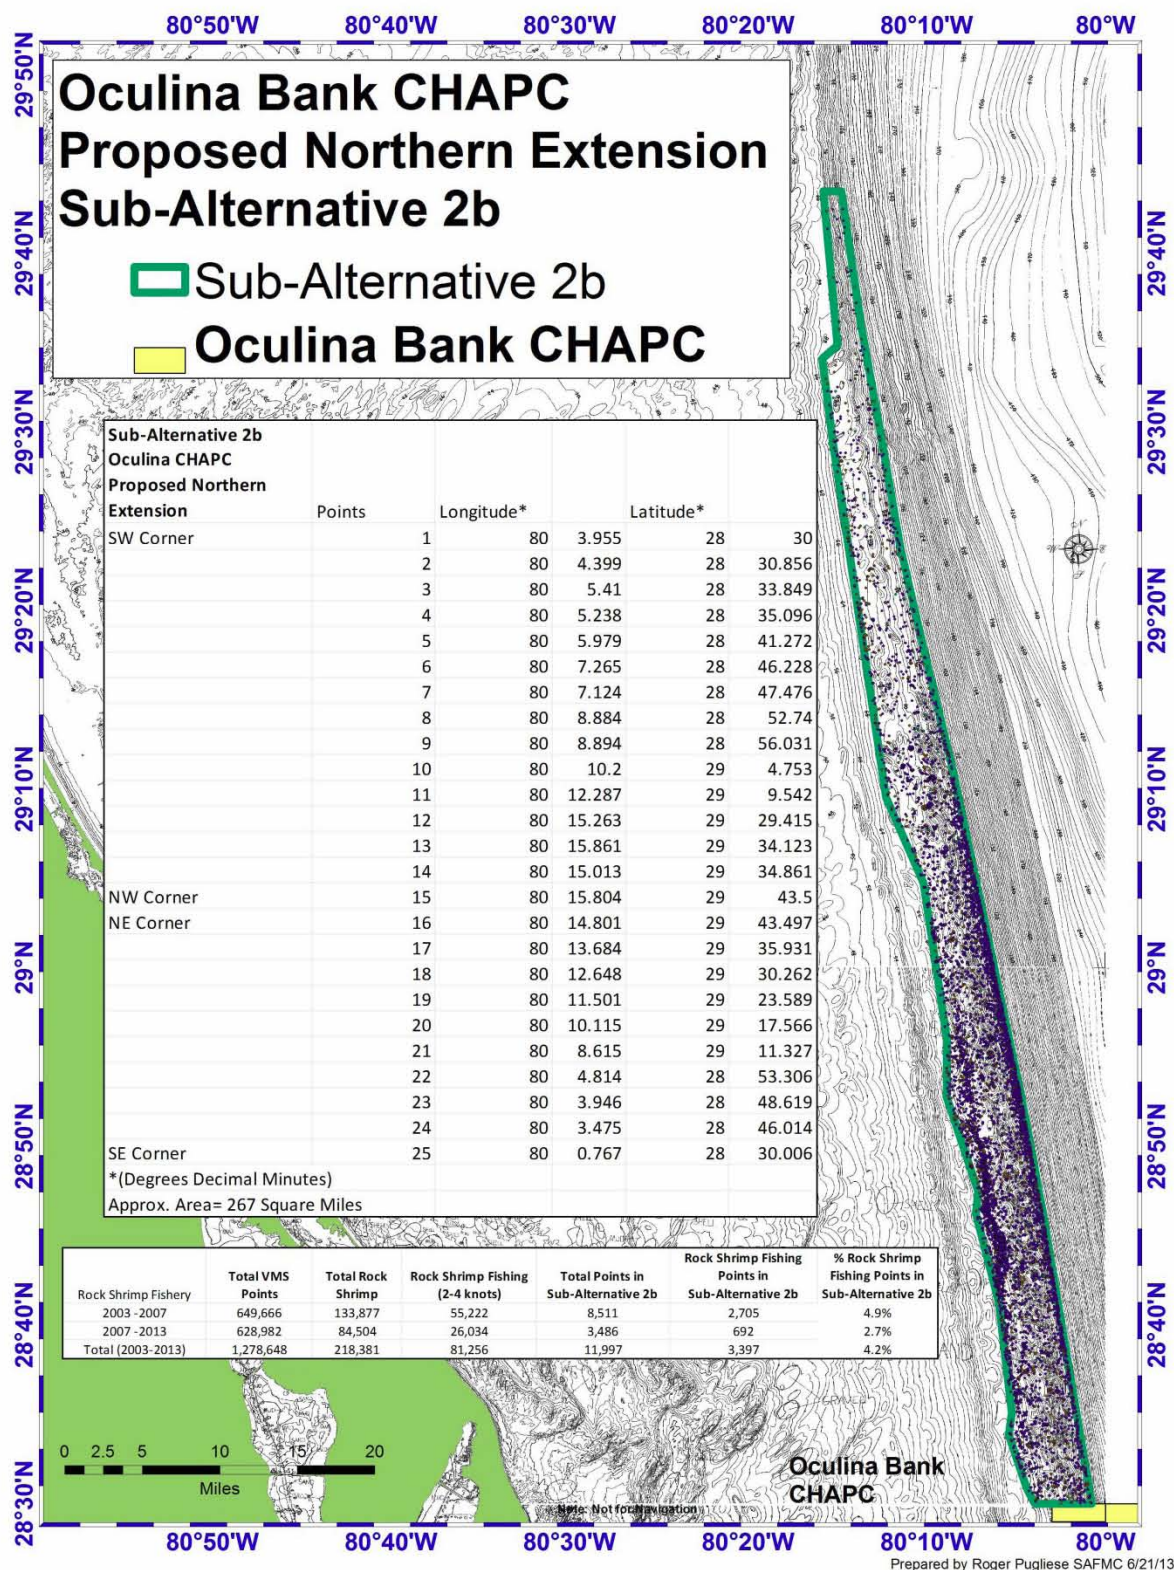 80°50'W 80°40'W 80°30'W 80°20'W 80°10'W 80°W
29°50'N 29°40'N 29°30'N 29°20'N 29°10'N 29°N 28°50'N 28°40'N 28°30'N
Oculina Bank CHAPC
Proposed Northern Extension
Sub-Alternative 2b
Sub-Alternative 2b
Oculina Bank CHAPC
Sub-Alternative 2b
Oculina CHAPC
Proposed Northern
Extension Points Longitude* Latitude*
SW Corner 1 80 3.955 28 30
2 80 4.399 28 30.856
3 80 5.41 28 33.849
4 80 5.238 28 35.096
5 80 5.979 28 41.272
6 80 7.265 28 46.228
7 80 7.124 28 47.476
8 80 8.884 28 52.74
9 80 8.894 28 56.031
10 80 10.2 29 4.753
11 80 12.287 29 9.542
12 80 15.263 29 29.415
13 80 15.861 29 34.123
14 80 15.013 29 34.861
NW Corner 15 80 15.804 29 43.5
NE Corner 16 80 14.801 29 43.497
17 80 13.684 29 35.931
18 80 12.648 29 30.262
19 80 11.501 29 23.589
20 80 10.115 29 17.566
21 80 8.615 29 11.327
22 80 4.814 28 53.306
23 80 3.946 28 48.619
24 80 3.475 28 46.014
SE Corner 25 80 0.767 28 30.006
*(Degrees Decimal Minutes)
Approx. Area= 267 Square Miles
Rock Shrimp Fishery Total VMS Points Total Rock Shrimp Rock Shrimp Fishing (2-4 knots) Total Points in Sub-Alternative 2b Rock Shrimp Fishing Points in Sub-Alternative 2b % Rock Shrimp Fishing Points in Sub-Alternative 2b
2003 -2007 649,666 133,877 55,222 8,511 2,705 4.9%
2007 - 2013 628,982 84,504 26,034 3,486 692 2.7%
Total (2003-2013) 1,278,648 218,381 81,256 11,997 3,397 4.2%
0 2.5 5 10 15 20
Miles
Oculina Bank
CHAPC
Note: Not for Navigation
29°50'N 29°40'N 29°30'N 29°20'N 29°10'N 29°N 28°50'N 28°40'N 28°30'N
80°50'W 80°40'W 80°30'W 80°20'W 80°10'W 80°W
Prepared by Roger Pugliese SAFMC 6/21/13